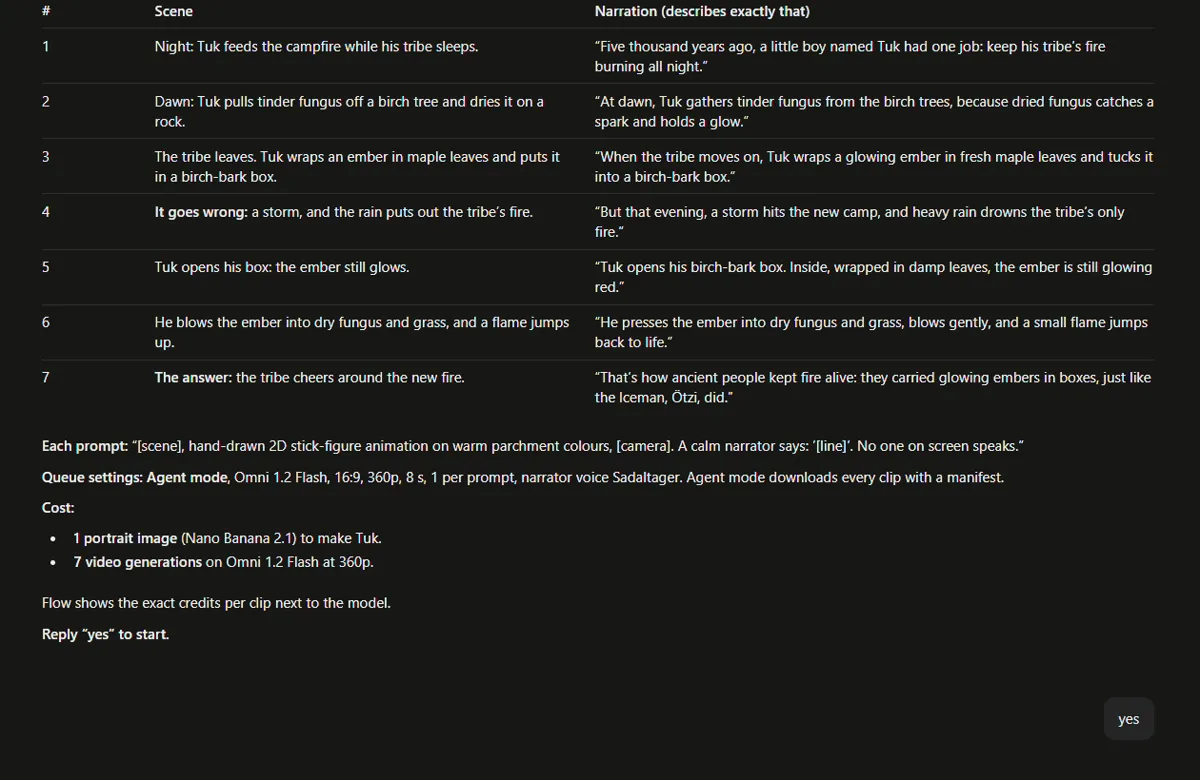 # Scene Narration (describes exactly that)
1 Night: Tuk feeds the campfire while his tribe sleeps. “Five thousand years ago, a little boy named Tuk had one job: keep his tribe’s fire
burning all night.”
2 Dawn: Tuk pulls tinder fungus off a birch tree and dries it on a
rock.
“At dawn, Tuk gathers tinder fungus from the birch trees, because dried fungus catches a
spark and holds a glow.”
3 The tribe leaves. Tuk wraps an ember in maple leaves and puts it
in a birch-bark box.
“When the tribe moves on, Tuk wraps a glowing ember in fresh maple leaves and tucks it
into a birch-bark box.”
4 It goes wrong: a storm, and the rain puts out the tribe’s fire. “But that evening, a storm hits the new camp, and heavy rain drowns the tribe’s only
fire.”
5 Tuk opens his box: the ember still glows. “Tuk opens his birch-bark box. Inside, wrapped in damp leaves, the ember is still glowing
red.”
6 He blows the ember into dry fungus and grass, and a flame jumps
up.
“He presses the ember into dry fungus and grass, blows gently, and a small flame jumps
back to life.”
7 The answer: the tribe cheers around the new fire. “That’s how ancient people kept fire alive: they carried glowing embers in boxes, just like
the Iceman, Ötzi, did.”
Each prompt: “[scene], hand-drawn 2D stick-figure animation on warm parchment colours, [camera]. A calm narrator says: ‘[line]’. No one on screen speaks.”
Queue settings: Agent mode, Omni 1.2 Flash, 16:9, 360p, 8 s, 1 per prompt, narrator voice Sadaltager. Agent mode downloads every clip with a manifest.
Cost:
• 1 portrait image (Nano Banana 2.1) to make Tuk.
• 7 video generations on Omni 1.2 Flash at 360p.
Flow shows the exact credits per clip next to the model.
Reply “yes” to start.
yes